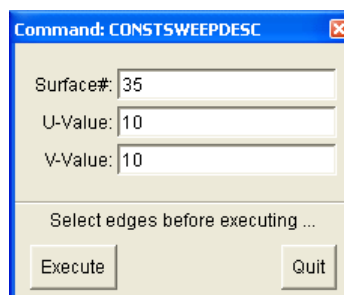 Command: CONSTSWEEPDESC
Surface#: 35
U-Value: 10
V-Value: 10
Select edges before executing ...
Execute Quit